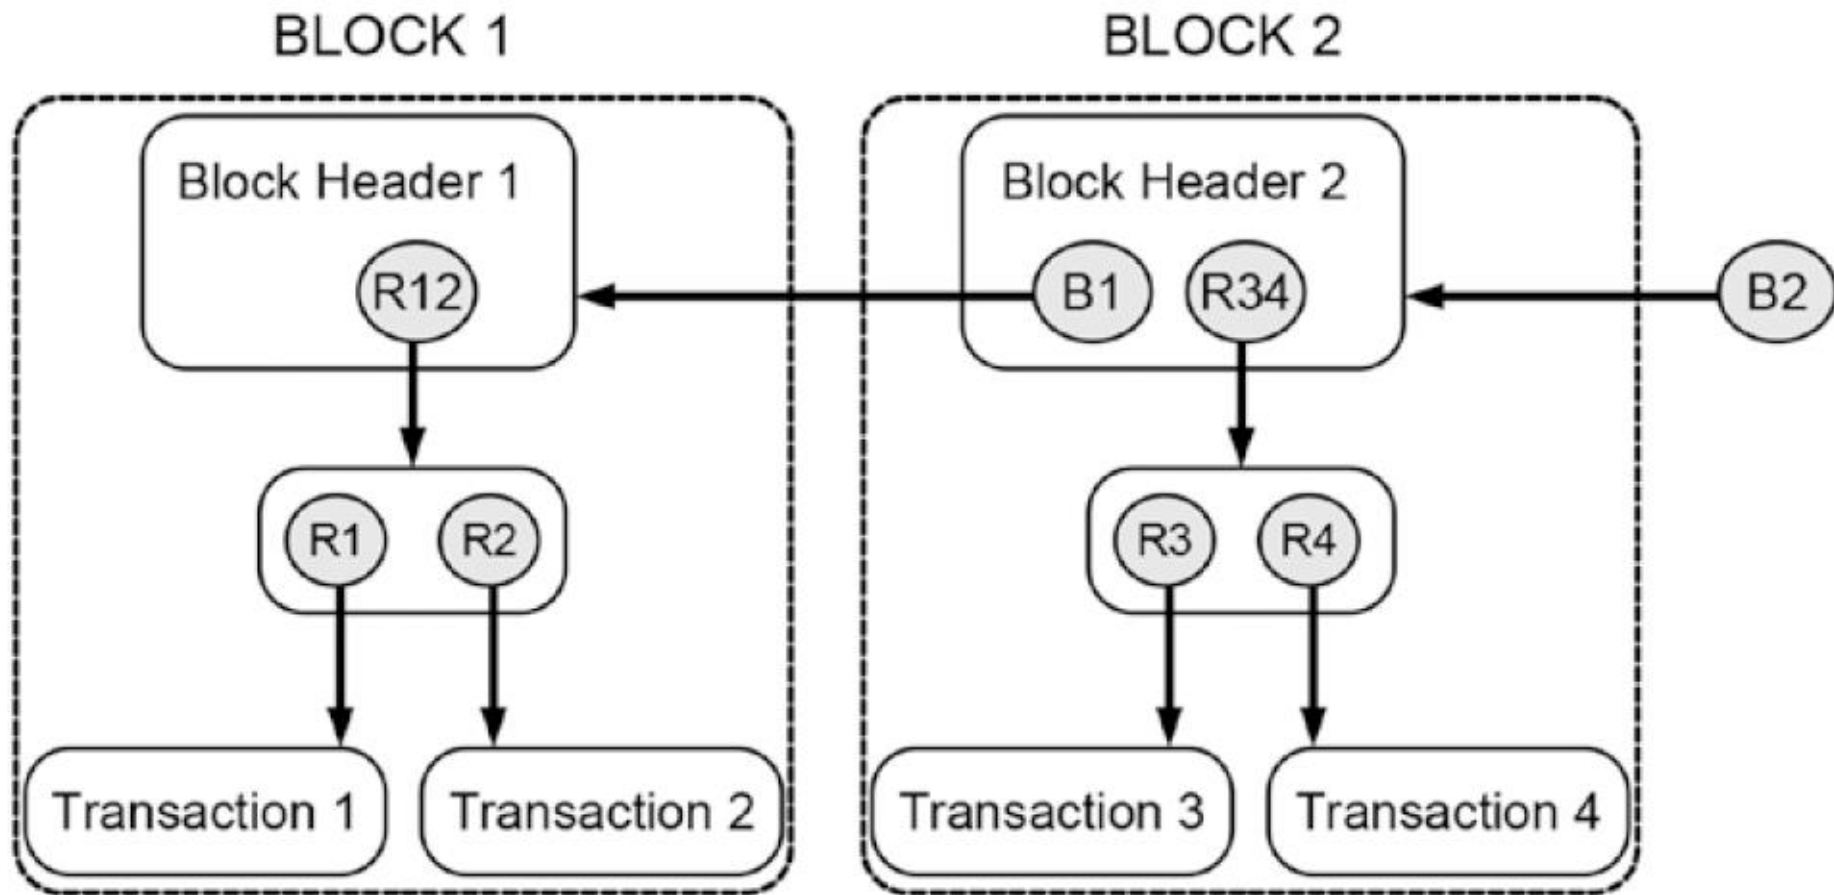 BLOCK 1
BLOCK 2
Block Header 1
Block Header 2
R12
B1
R34
B2
R1
R2
R3
R4
Transaction 1
Transaction 2
Transaction 3
Transaction 4